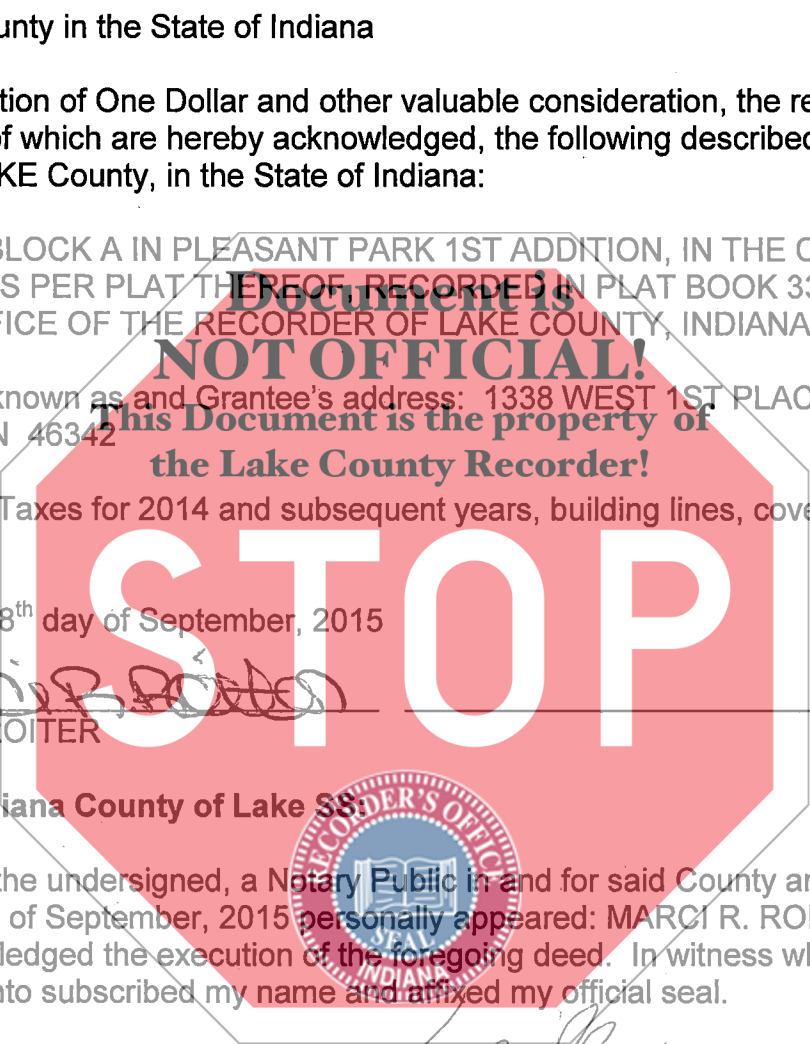 unty in the State of Indiana
tion of One Dollar and other valuable consideration, the re
of which are hereby acknowledged, the following described
KE County, in the State of Indiana:
BLOCK A IN PLEASANT PARK 1ST ADDITION, IN THE C
S PER PLAT THEREOF, RECORDED IN PLAT BOOK 33
FICE OF THE RECORDER OF LAKE COUNTY, INDIANA
Document is
NOT OFFICIAL!
This Document is the property of
the Lake County Recorder!
known as and Grantee's address: 1338 WEST 1ST PLAC
N 46342
Taxes for 2014 and subsequent years, building lines, cove
STOP
8th day of September, 2015
OITER
iana County of Lake SS:
RECORDER'S OFFICE
SEAL
INDIANA
the undersigned, a Notary Public in and for said County an
of September, 2015 personally appeared: MARCI R. ROI
ledged the execution of the foregoing deed. In witness wh
nto subscribed my name and affixed my official seal.